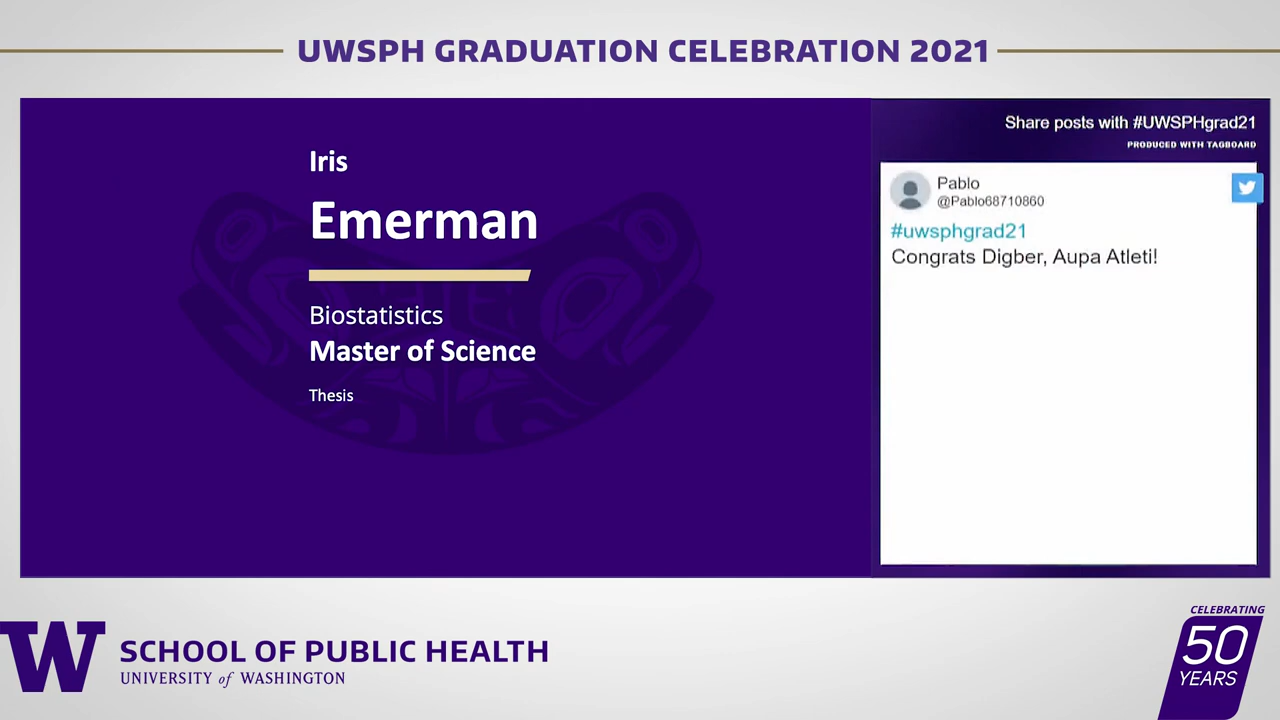 UWSPH GRADUATION CELEBRATION 2021
Iris
Emerman
Biostatistics
Master of Science
Thesis
Share posts with #UWSPHgrad21
PRODUCED WITH TAGBOARD
Pablo
@Pablo68710860
#uwsphgrad21
Congrats Digber, Aupa Atleti!
W
SCHOOL OF PUBLIC HEALTH
UNIVERSITY of WASHINGTON
CELEBRATING
50
YEARS